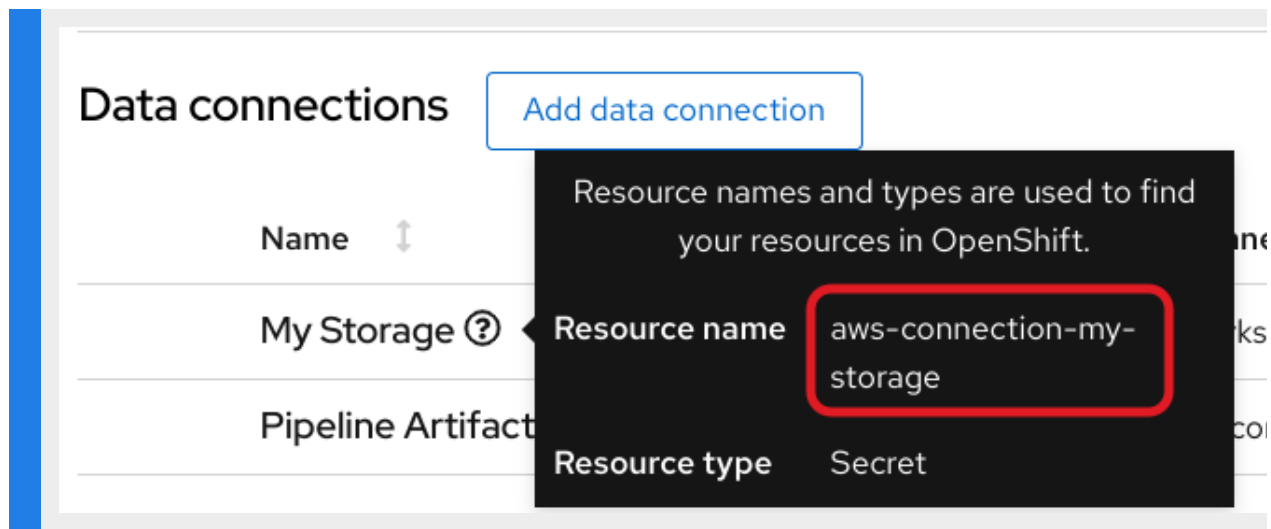 Data connections
Add data connection
Resource names and types are used to find
your resources in OpenShift.
Name
My Storage
Resource name
aws-connection-my-
storage
Pipeline Artifact
Resource type
Secret